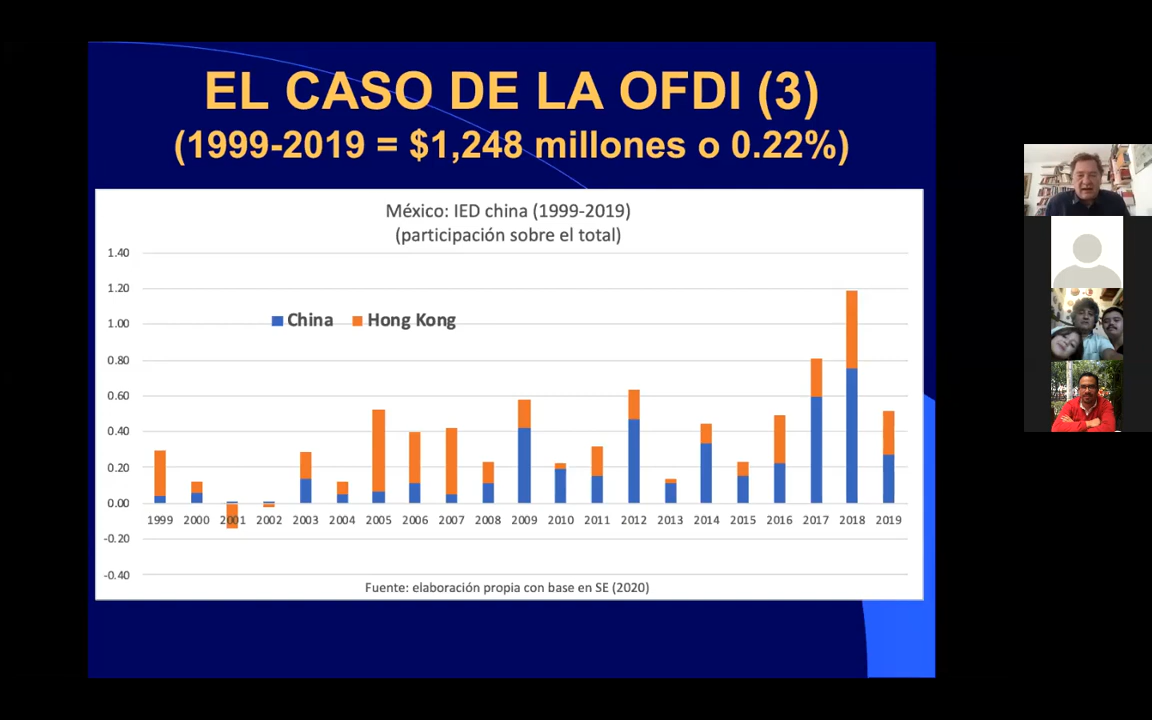 EL CASO DE LA OFDI (3)
(1999-2019 = $1,248 millones o 0.22%)
México: IED china (1999-2019)
(participación sobre el total)
1.40
1.20
1.00
0.80
0.60
0.40
0.20
0.00
-0.20
-0.40
China Hong Kong
1999 2000 2001 2002 2003 2004 2005 2006 2007 2008 2009 2010 2011 2012 2013 2014 2015 2016 2017 2018 2019
Fuente: elaboración propia con base en SE (2020)